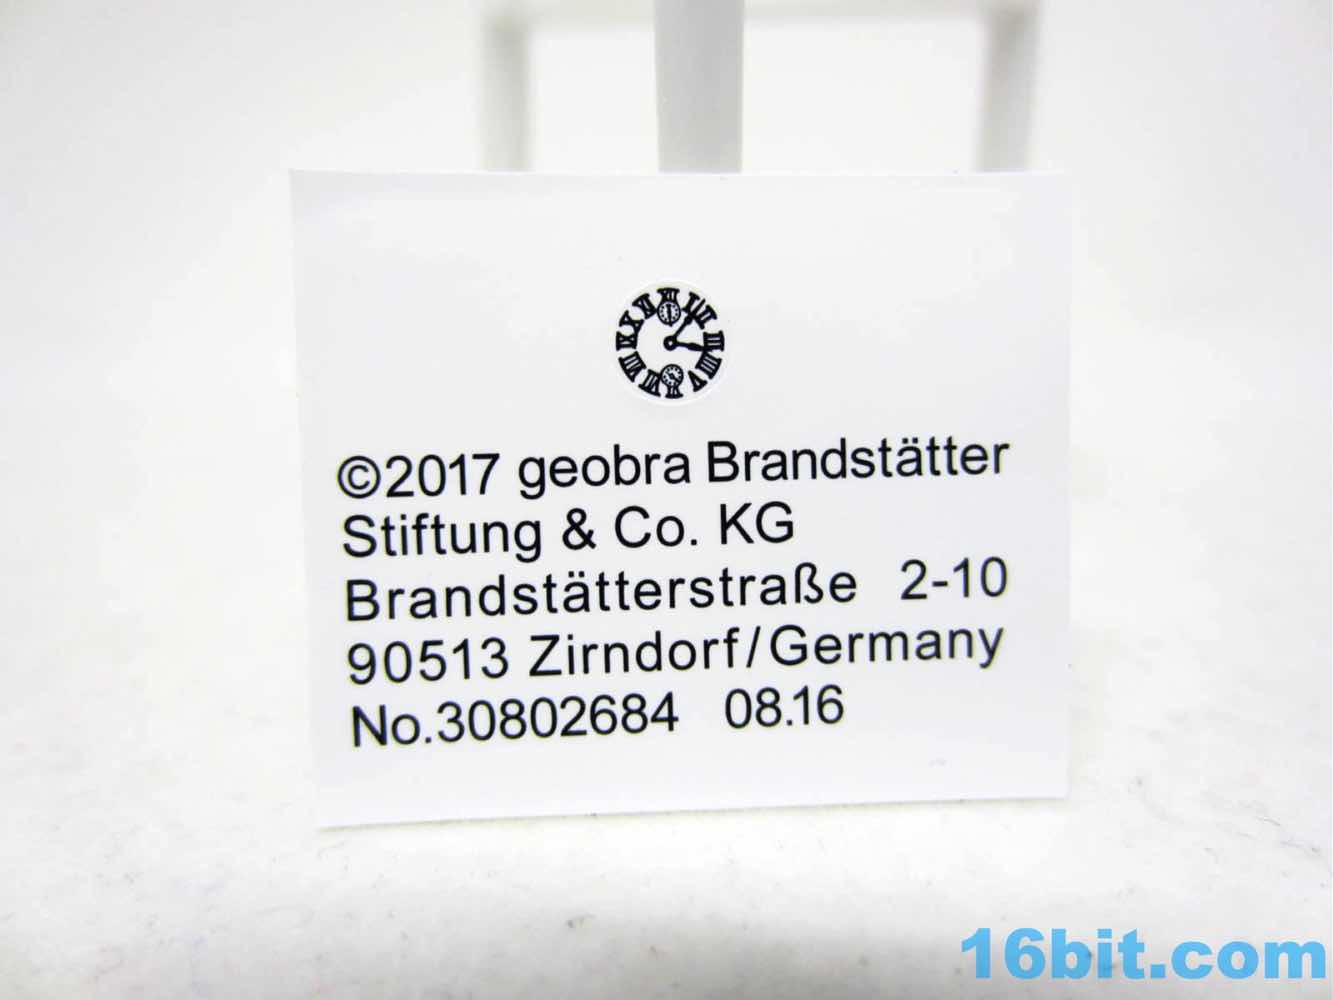 ©2017 geobra Brandstätter
Stiftung & Co. KG
Brandstätterstraße 2-10
90513 Zirndorf/Germany
No.30802684 08.16
16bit.com